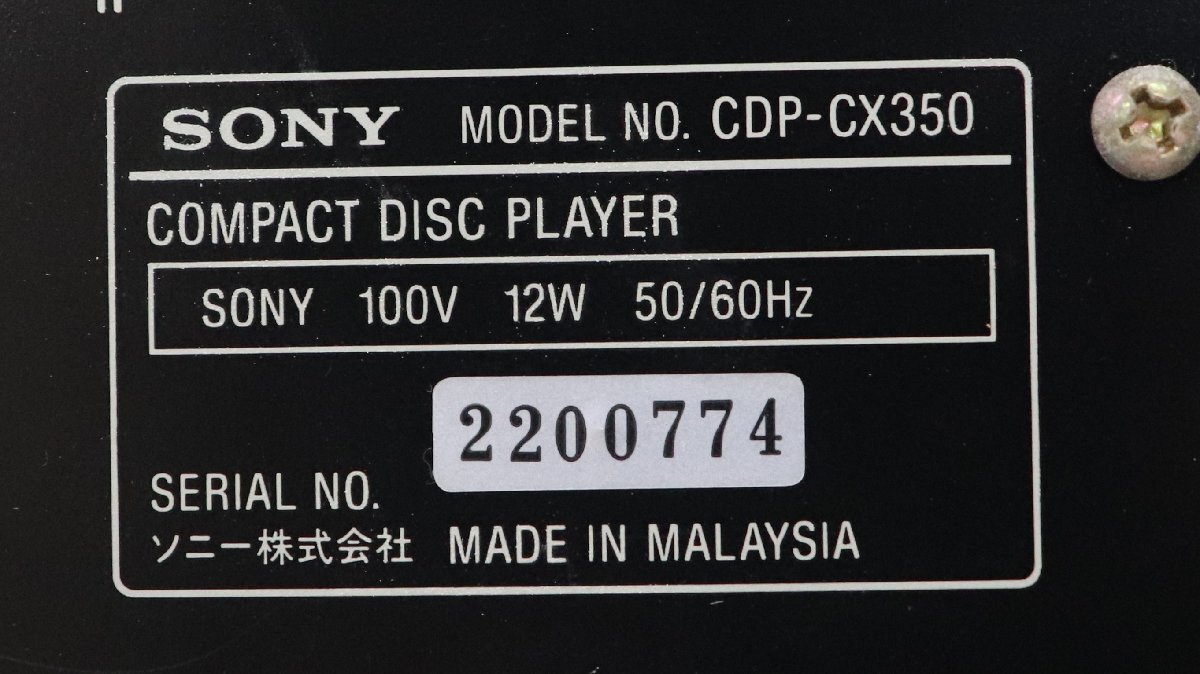 SONY MODEL NO. CDP-CX350
COMPACT DISC PLAYER
SONY 100V 12W 50/60Hz
2200774
SERIAL NO.
ソニー株式会社 MADE IN MALAYSIA